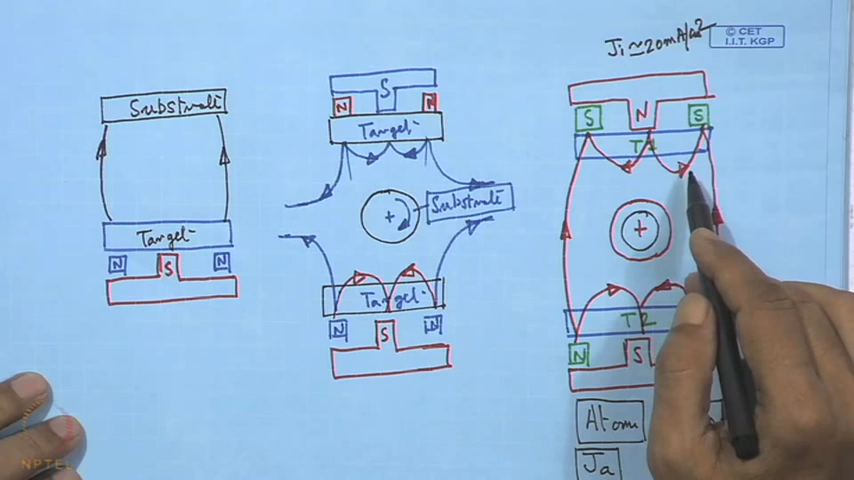 Ji ≃ 20mA/cm²
© CET
I.I.T. KGP
Substrate
Target
N S N
S
N N
Target
Substrate
Target
N S N
S N S
T1
T2
N S
Atom
Ja
NPTEL